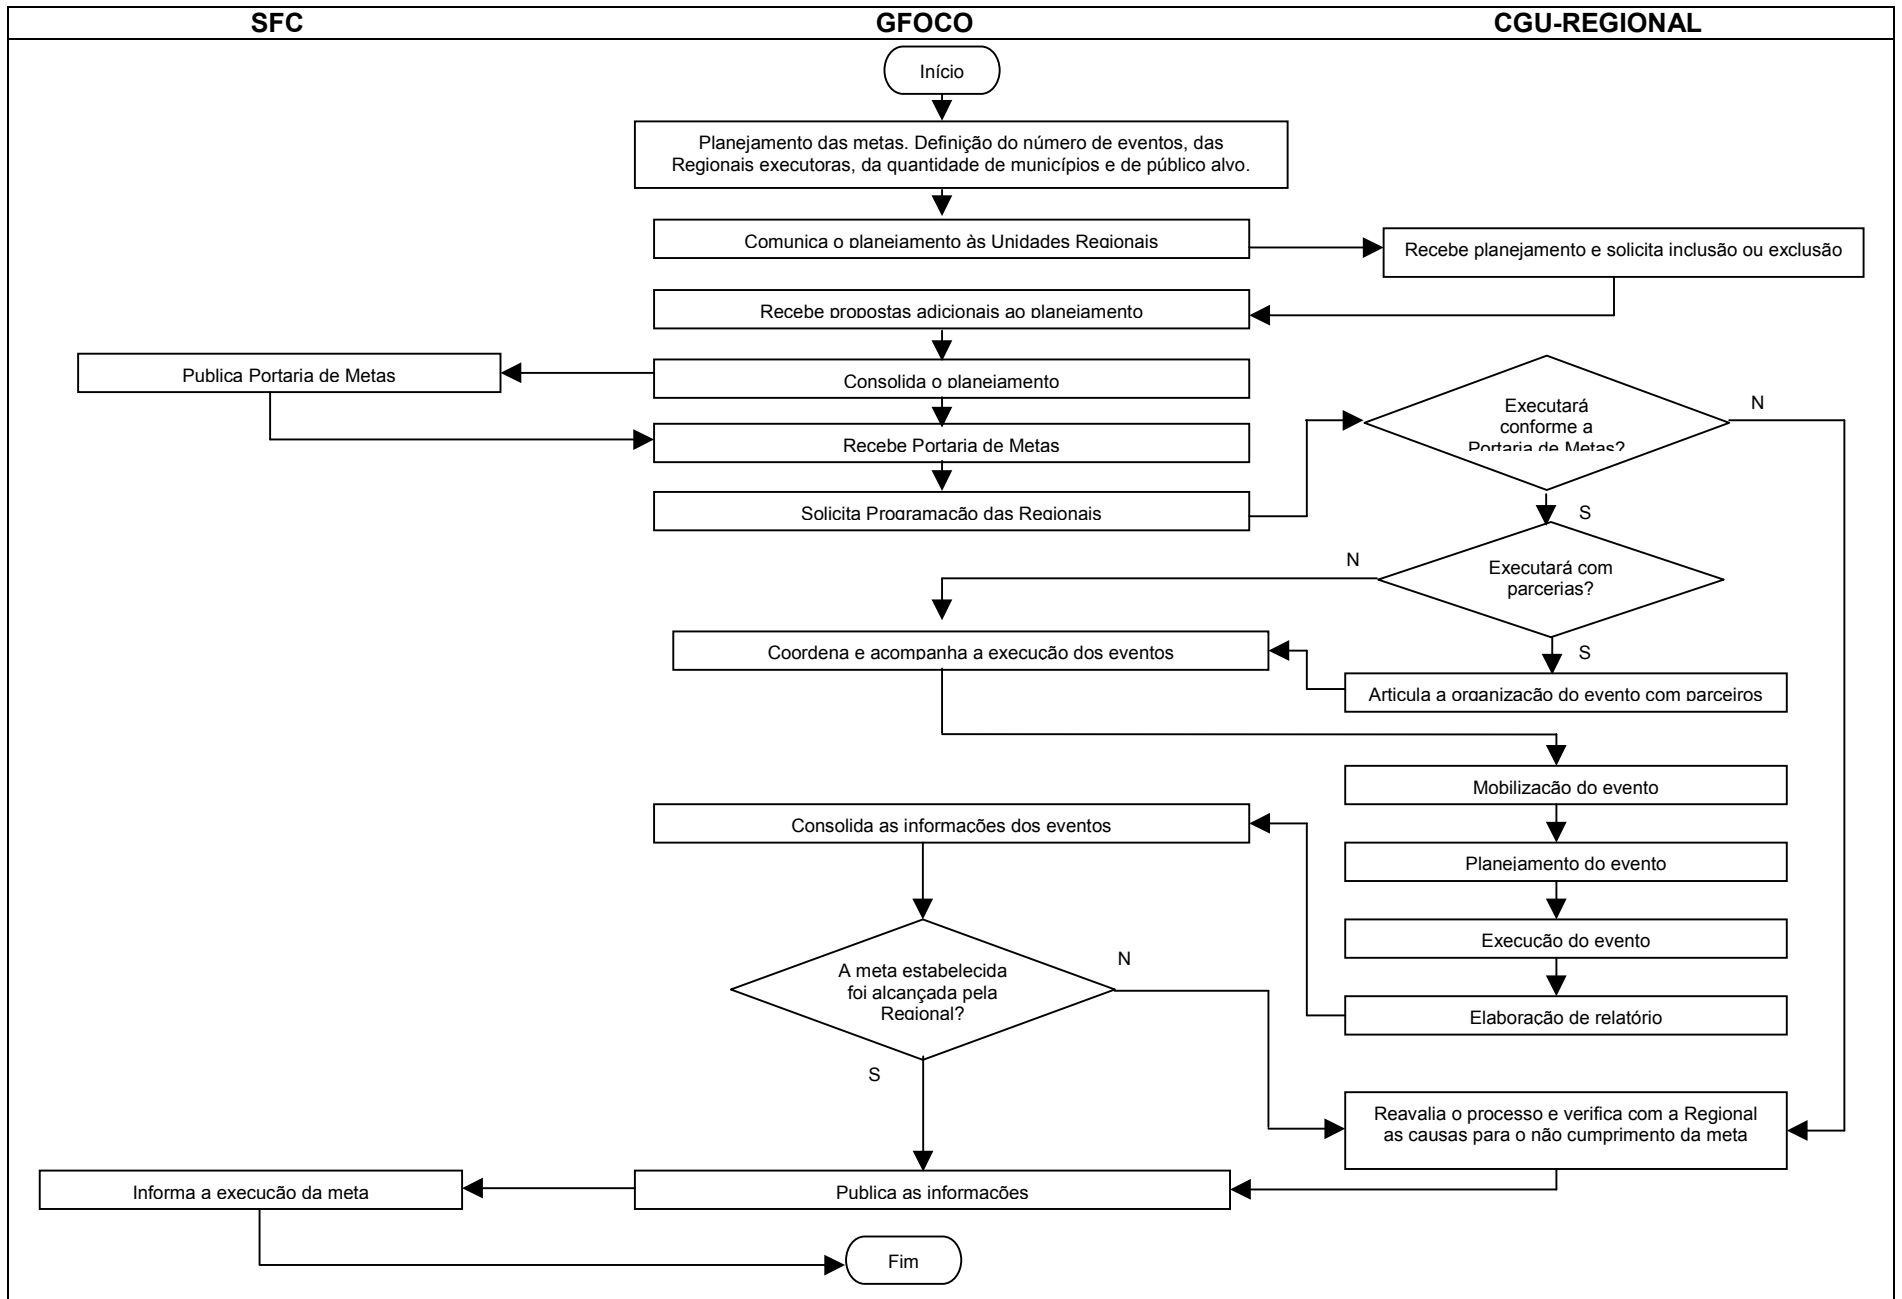 SFC
GFOCO
CGU-REGIONAL
Início
Planejamento das metas. Definição do número de eventos, das
Regionais executoras, da quantidade de municípios e de público alvo.
Comunica o planejamento às Unidades Regionais
Recebe planejamento e solicita inclusão ou exclusão
Recebe propostas adicionais ao planejamento
Publica Portaria de Metas
Consolida o planejamento
Executará
conforme a
Portaria de Metas?
N
Recebe Portaria de Metas
Solicita Programação das Regionais
S
Executará com
parcerias?
N
Coordena e acompanha a execução dos eventos
S
Articula a organização do evento com parceiros
Mobilização do evento
Consolida as informações dos eventos
Planejamento do evento
Execução do evento
A meta estabelecida
foi alcançada pela
Regional?
N
Elaboração de relatório
S
Reavalia o processo e verifica com a Regional
as causas para o não cumprimento da meta
Informa a execução da meta
Publica as informações
Fim